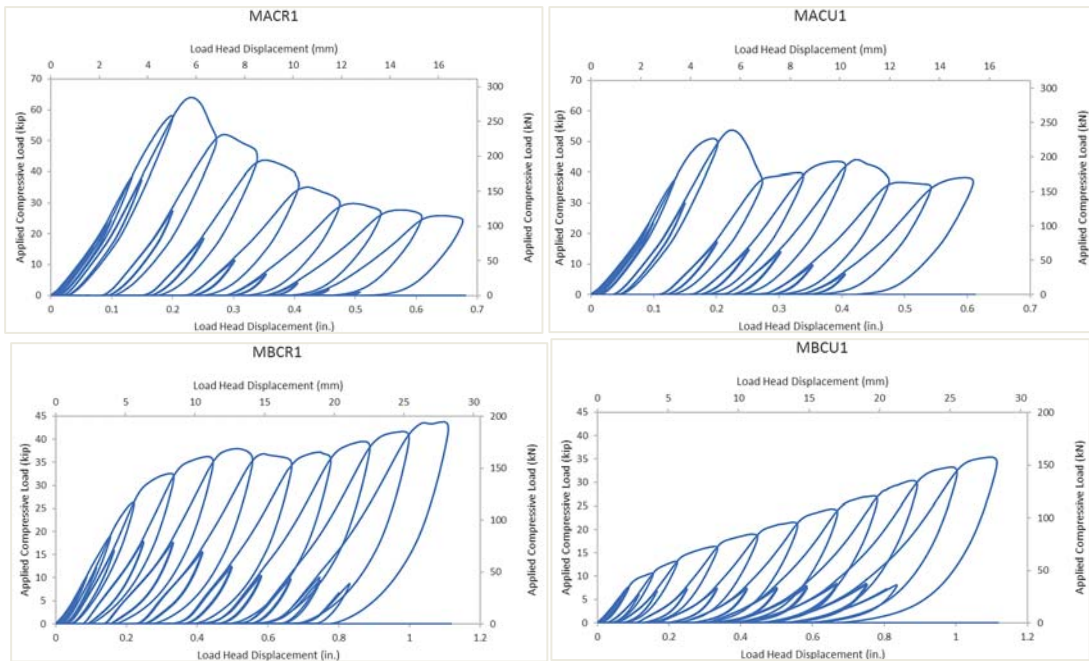 MACR1
Load Head Displacement (mm)
0 2 4 6 8 10 12 14 16
70 60 50 40 30 20 10 0
Applied Compressive Load (kip)
300 250 200 150 100 50 0
Applied Compressive Load (kN)
0 0.1 0.2 0.3 0.4 0.5 0.6 0.7
Load Head Displacement (in.)
MACU1
Load Head Displacement (mm)
0 2 4 6 8 10 12 14 16
70 60 50 40 30 20 10 0
Applied Compressive Load (kip)
300 250 200 150 100 50 0
Applied Compressive Load (kN)
0 0.1 0.2 0.3 0.4 0.5 0.6 0.7
Load Head Displacement (in.)
MBCR1
Load Head Displacement (mm)
0 5 10 15 20 25 30
45 40 35 30 25 20 15 10 5 0
Applied Compressive Load (kip)
200 150 100 50 0
Applied Compressive Load (kN)
0 0.2 0.4 0.6 0.8 1 1.2
Load Head Displacement (in.)
MBCU1
Load Head Displacement (mm)
0 5 10 15 20 25 30
45 40 35 30 25 20 15 10 5 0
Applied Compressive Load (kip)
200 150 100 50 0
Applied Compressive Load (kN)
0 0.2 0.4 0.6 0.8 1 1.2
Load Head Displacement (in.)